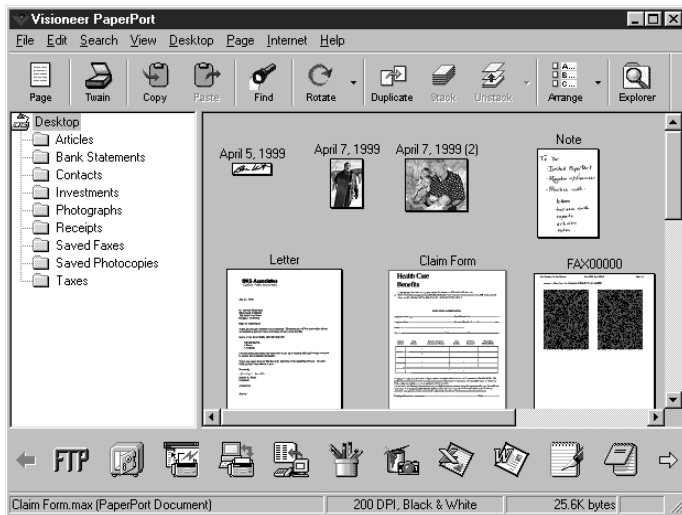 Visioneer PaperPort
File Edit Search View Desktop Page Internet Help
Page Twain Copy Paste Find Rotate Duplicate Stack Unstack Arrange Explorer
Desktop
Articles
Bank Statements
Contacts
Investments
Photographs
Receipts
Saved Faxes
Saved Photocopies
Taxes
April 5, 1999
April 7, 1999
April 7, 1999 (2)
Note
To Do
Letter
Claim Form
FAX00000
Health Care
Benefits
FTP
Claim Form.max (PaperPort Document)
200 DPI, Black & White
25.6K bytes